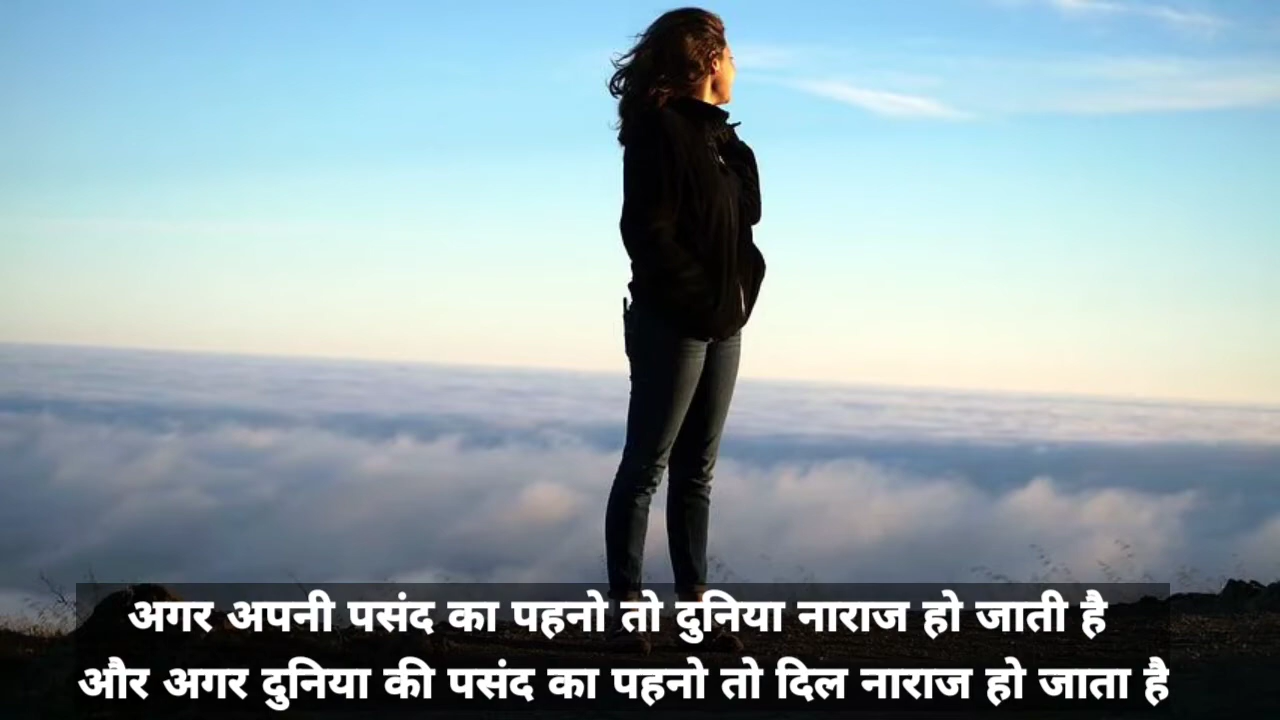 अगर अपनी पसंद का पहनो तो दुनिया नाराज हो जाती है
और अगर दुनिया की पसंद का पहनो तो दिल नाराज हो जाता है